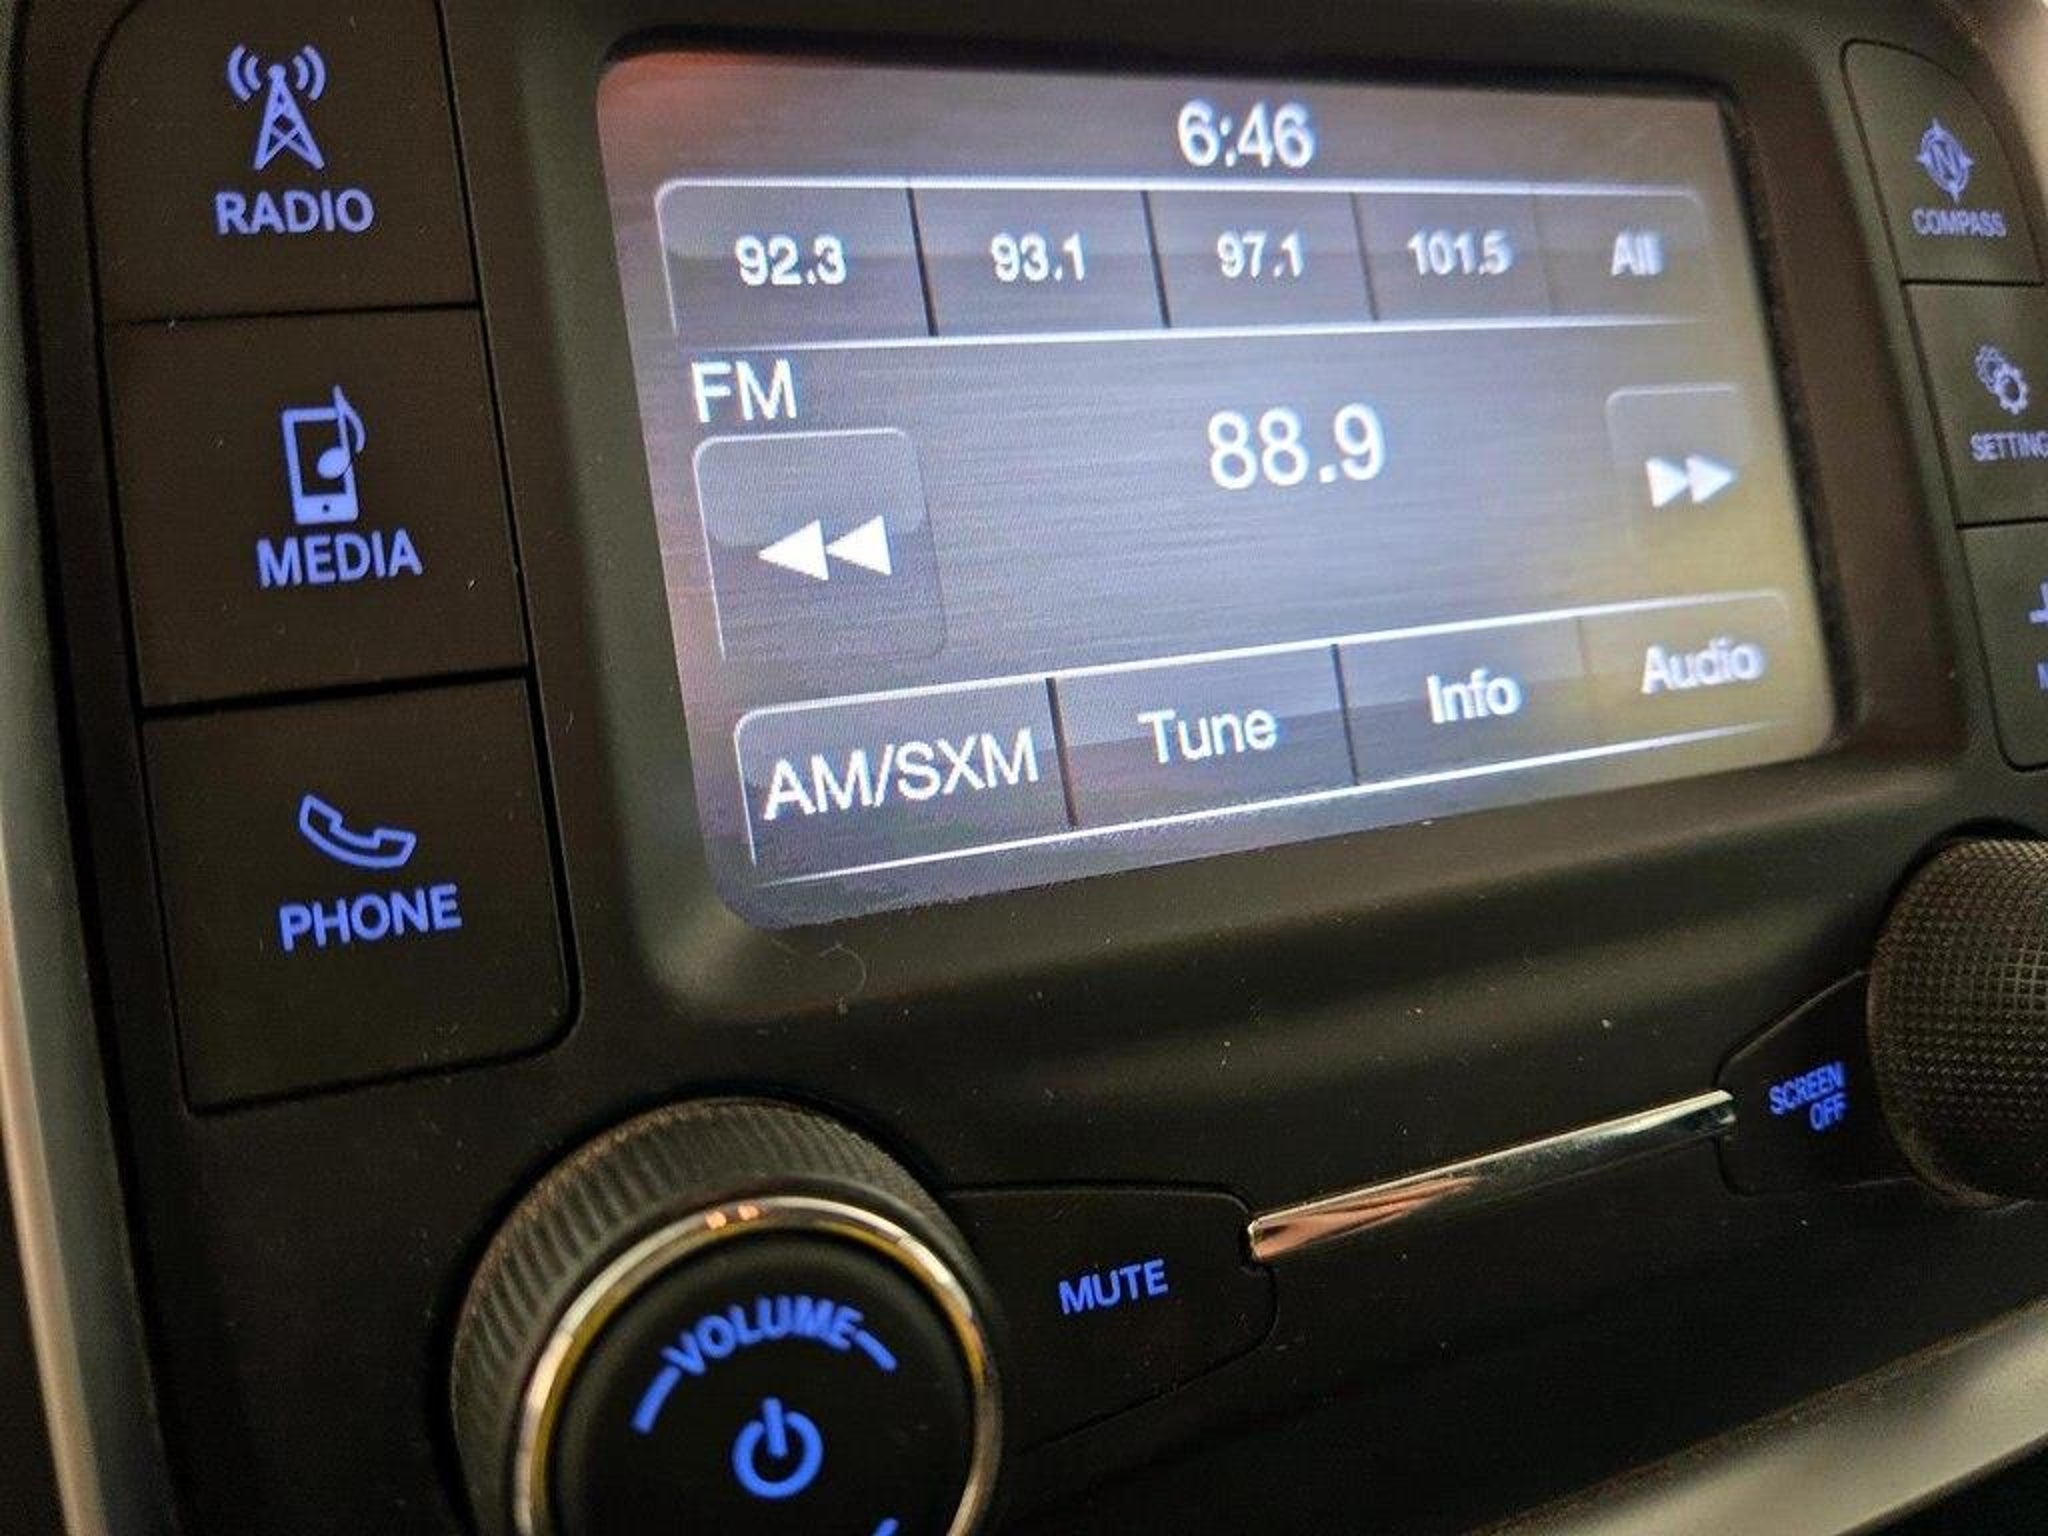 RADIO
MEDIA
PHONE
6:46
92.3 93.1 97.1 101.5 All
FM
88.9
AM/SXM Tune Info Audio
N
COMPASS
SETTING
VOLUME
MUTE
SCREEN
OFF